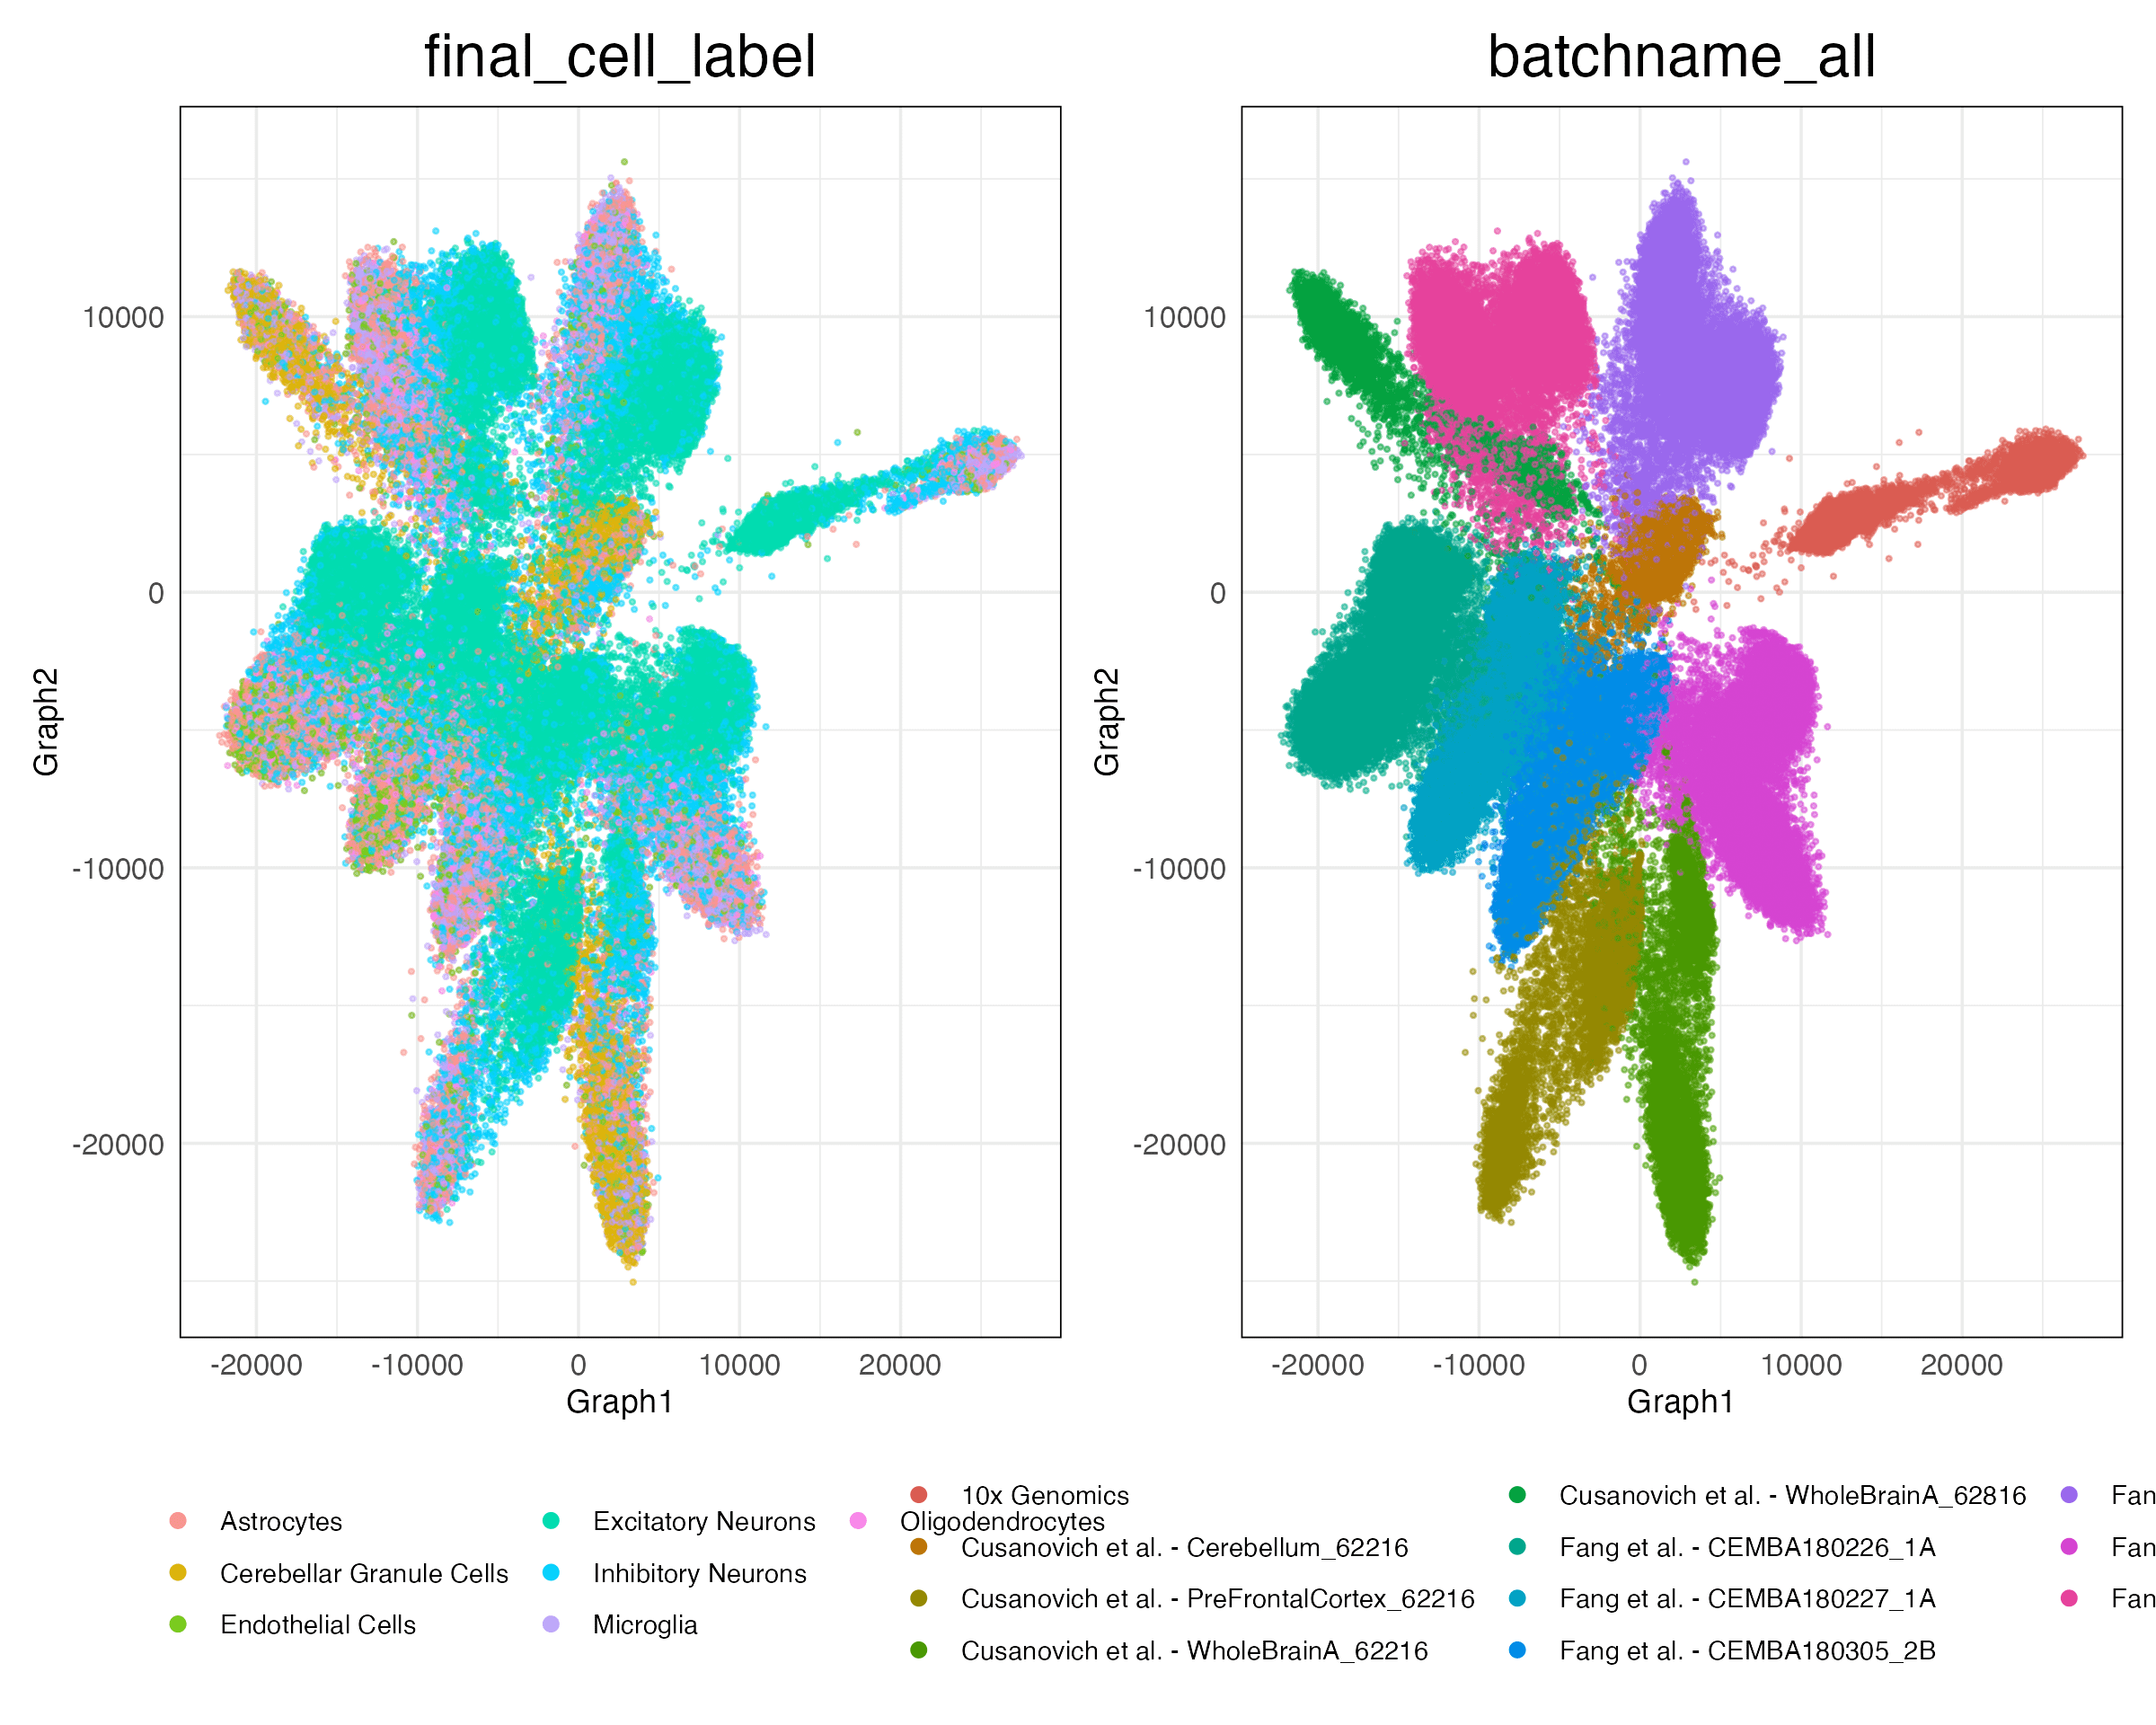 final_cell_label
batchname_all
10000
0
-10000
-20000
Graph2
-20000 -10000 0 10000 20000
Graph1
10000
0
-10000
-20000
Graph2
-20000 -10000 0 10000 20000
Graph1
Astrocytes
Cerebellar Granule Cells
Endothelial Cells
Excitatory Neurons
Inhibitory Neurons
Microglia
Oligodendrocytes
10x Genomics
Cusanovich et al. - Cerebellum_62216
Cusanovich et al. - PreFrontalCortex_62216
Cusanovich et al. - WholeBrainA_62216
Cusanovich et al. - WholeBrainA_62816
Fang et al. - CEMBA180226_1A
Fang et al. - CEMBA180227_1A
Fang et al. - CEMBA180305_2B
Fan
Fan
Fan